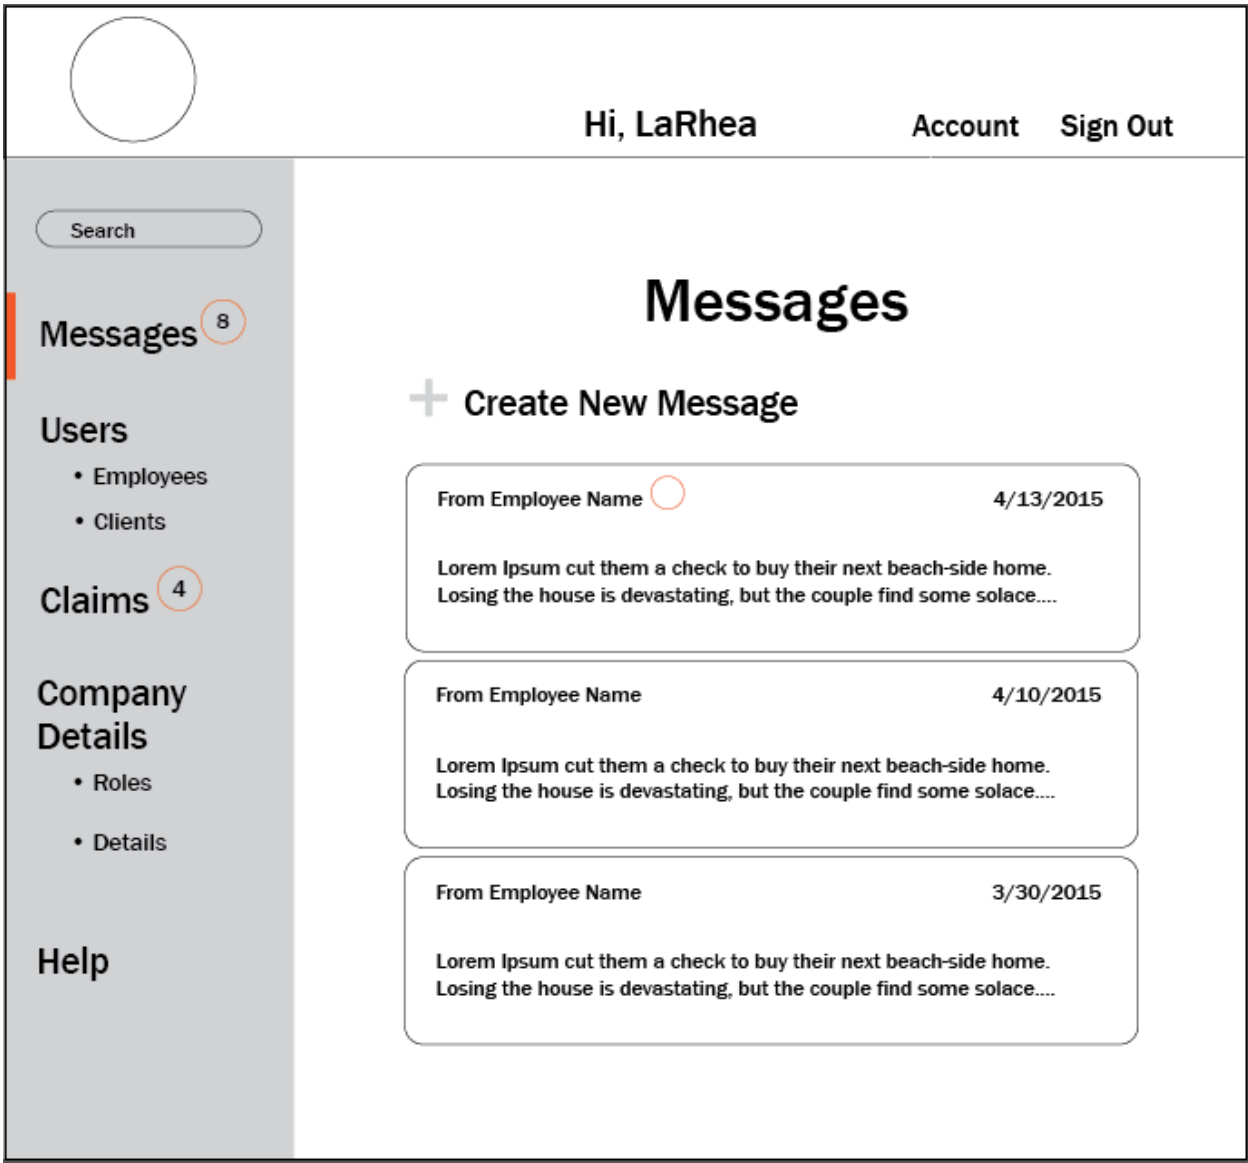 Hi, LaRhea
Account
Sign Out
Search
Messages 8
Users
• Employees
• Clients
Claims 4
Company
Details
• Roles
• Details
Help
Messages
+ Create New Message
From Employee Name
4/13/2015
Lorem Ipsum cut them a check to buy their next beach-side home.
Losing the house is devastating, but the couple find some solace....
From Employee Name
4/10/2015
Lorem Ipsum cut them a check to buy their next beach-side home.
Losing the house is devastating, but the couple find some solace....
From Employee Name
3/30/2015
Lorem Ipsum cut them a check to buy their next beach-side home.
Losing the house is devastating, but the couple find some solace....